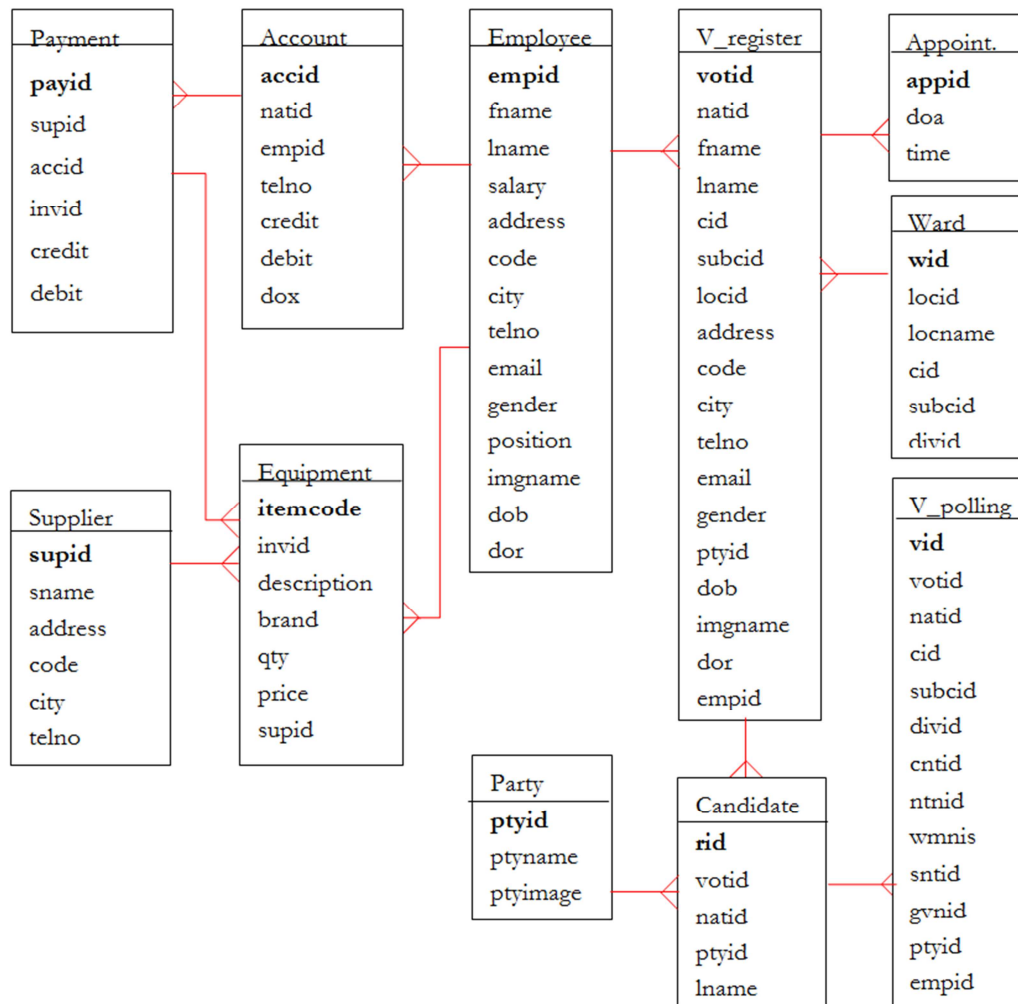 Payment
payid
supid
accid
invid
credit
debit
Account
accid
natid
empid
telno
credit
debit
dox
Employee
empid
fname
lname
salary
address
code
city
telno
email
gender
position
imgname
dob
dor
V_register
votid
natid
fname
lname
cid
subcid
locid
address
code
city
telno
email
gender
ptyid
dob
imgname
dor
empid
Appoint.
appid
doa
time
Ward
wid
locid
locname
cid
subcid
divid
Supplier
supid
sname
address
code
city
telno
Equipment
itemcode
invid
description
brand
qty
price
supid
V_polling
vid
votid
natid
cid
subcid
divid
cntid
ntnid
wmnis
sntid
gvnid
ptyid
empid
Party
ptyid
ptyname
ptyimage
Candidate
rid
votid
natid
ptyid
lname